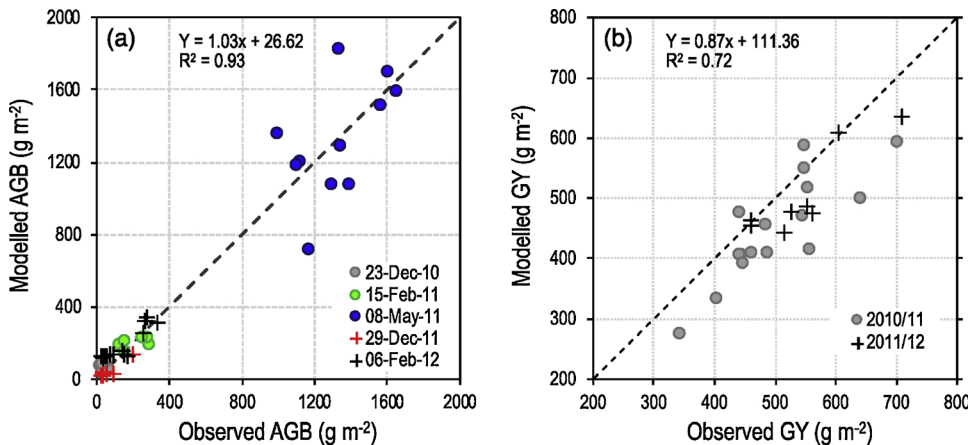 (a)
Y = 1.03x + 26.62
R² = 0.93
Modelled AGB (g m⁻²)
2000
1600
1200
800
400
0
23-Dec-10
15-Feb-11
08-May-11
29-Dec-11
06-Feb-12
0 400 800 1200 1600 2000
Observed AGB (g m⁻²)
(b)
Y = 0.87x + 111.36
R² = 0.72
Modelled GY (g m⁻²)
800
700
600
500
400
300
200
2010/11
2011/12
200 300 400 500 600 700 800
Observed GY (g m⁻²)